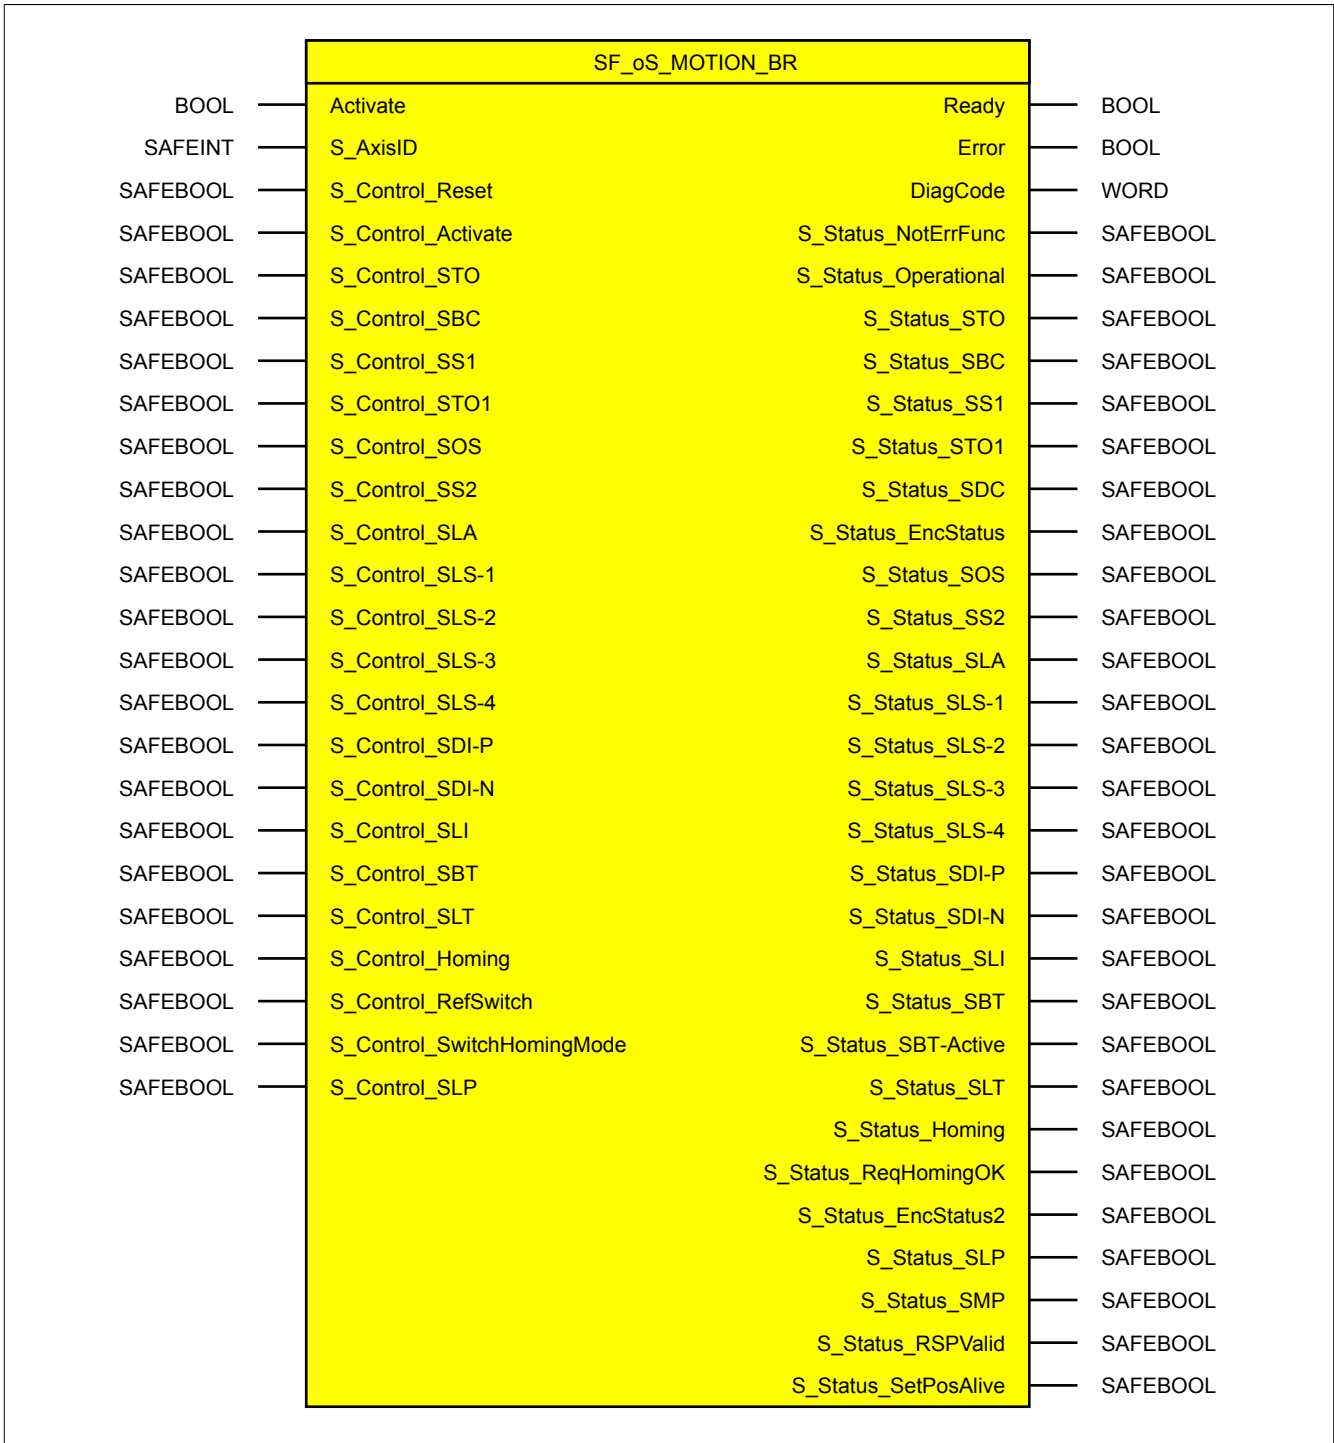 SF_oS_MOTION_BR
BOOL Activate Ready BOOL
SAFEINT S_AxisID Error BOOL
SAFEBOOL S_Control_Reset DiagCode WORD
SAFEBOOL S_Control_Activate S_Status_NotErrFunc SAFEBOOL
SAFEBOOL S_Control_STO S_Status_Operational SAFEBOOL
SAFEBOOL S_Control_SBC S_Status_STO SAFEBOOL
SAFEBOOL S_Control_SS1 S_Status_SBC SAFEBOOL
SAFEBOOL S_Control_STO1 S_Status_SS1 SAFEBOOL
SAFEBOOL S_Control_SOS S_Status_STO1 SAFEBOOL
SAFEBOOL S_Control_SS2 S_Status_SDC SAFEBOOL
SAFEBOOL S_Control_SLA S_Status_EncStatus SAFEBOOL
SAFEBOOL S_Control_SLS-1 S_Status_SOS SAFEBOOL
SAFEBOOL S_Control_SLS-2 S_Status_SS2 SAFEBOOL
SAFEBOOL S_Control_SLS-3 S_Status_SLA SAFEBOOL
SAFEBOOL S_Control_SLS-4 S_Status_SLS-1 SAFEBOOL
SAFEBOOL S_Control_SDI-P S_Status_SLS-2 SAFEBOOL
SAFEBOOL S_Control_SDI-N S_Status_SLS-3 SAFEBOOL
SAFEBOOL S_Control_SLI S_Status_SLS-4 SAFEBOOL
SAFEBOOL S_Control_SBT S_Status_SDI-P SAFEBOOL
SAFEBOOL S_Control_SLT S_Status_SDI-N SAFEBOOL
SAFEBOOL S_Control_Homing S_Status_SLI SAFEBOOL
SAFEBOOL S_Control_RefSwitch S_Status_SBT SAFEBOOL
SAFEBOOL S_Control_SwitchHomingMode S_Status_SBT-Active SAFEBOOL
SAFEBOOL S_Control_SLP S_Status_SLT SAFEBOOL
S_Status_Homing SAFEBOOL
S_Status_ReqHomingOK SAFEBOOL
S_Status_EncStatus2 SAFEBOOL
S_Status_SLP SAFEBOOL
S_Status_SMP SAFEBOOL
S_Status_RSPValid SAFEBOOL
S_Status_SetPosAlive SAFEBOOL